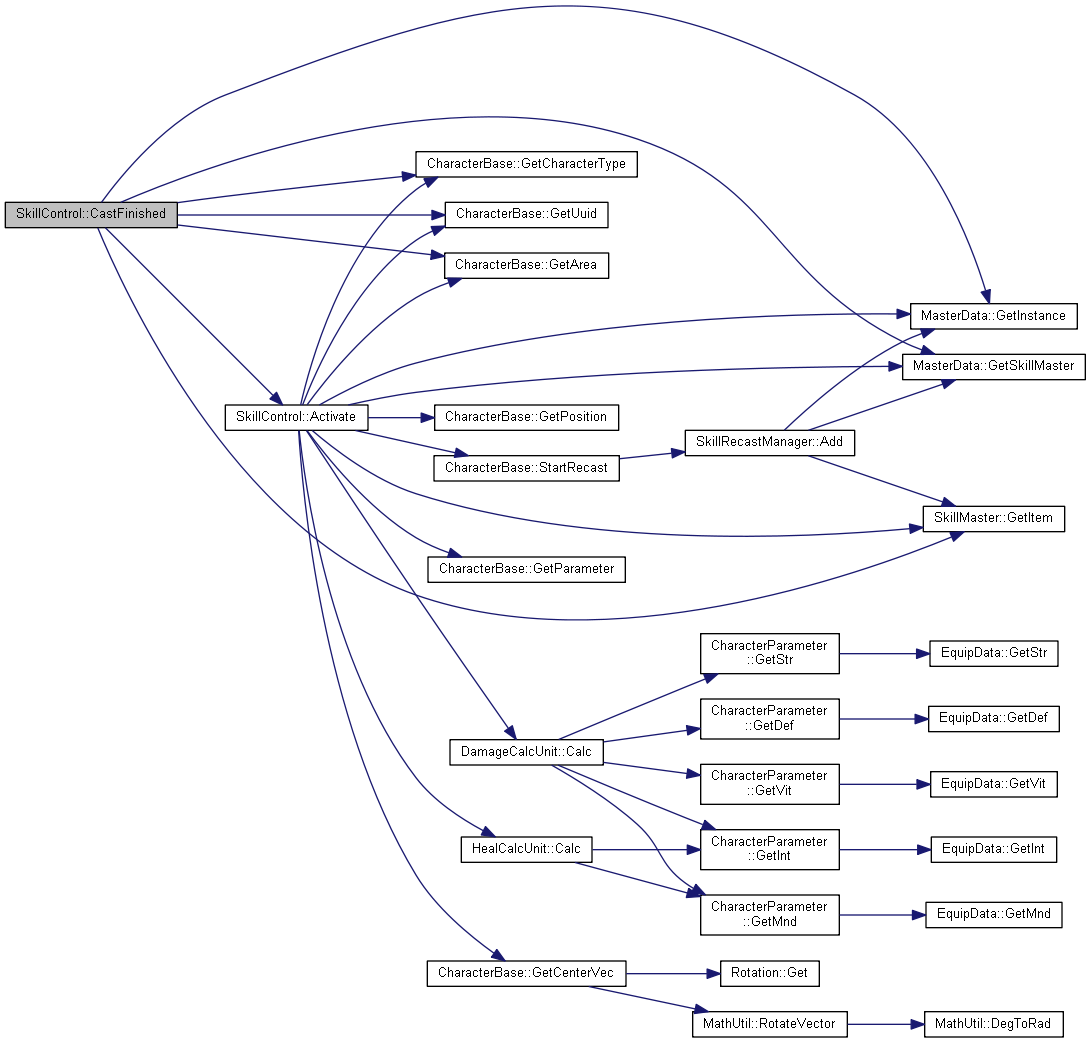 SkillControl::CastFinished
CharacterBase::GetCharacterType
CharacterBase::GetUuid
CharacterBase::GetArea
MasterData::GetInstance
MasterData::GetSkillMaster
SkillControl::Activate
CharacterBase::GetPosition
SkillRecastManager::Add
CharacterBase::StartRecast
SkillMaster::GetItem
CharacterBase::GetParameter
CharacterParameter
::GetStr
EquipData::GetStr
CharacterParameter
::GetDef
EquipData::GetDef
DamageCalcUnit::Calc
CharacterParameter
::GetVit
EquipData::GetVit
HealCalcUnit::Calc
CharacterParameter
::GetInt
EquipData::GetInt
CharacterParameter
::GetMnd
EquipData::GetMnd
CharacterBase::GetCenterVec
Rotation::Get
MathUtil::RotateVector
MathUtil::DegToRad